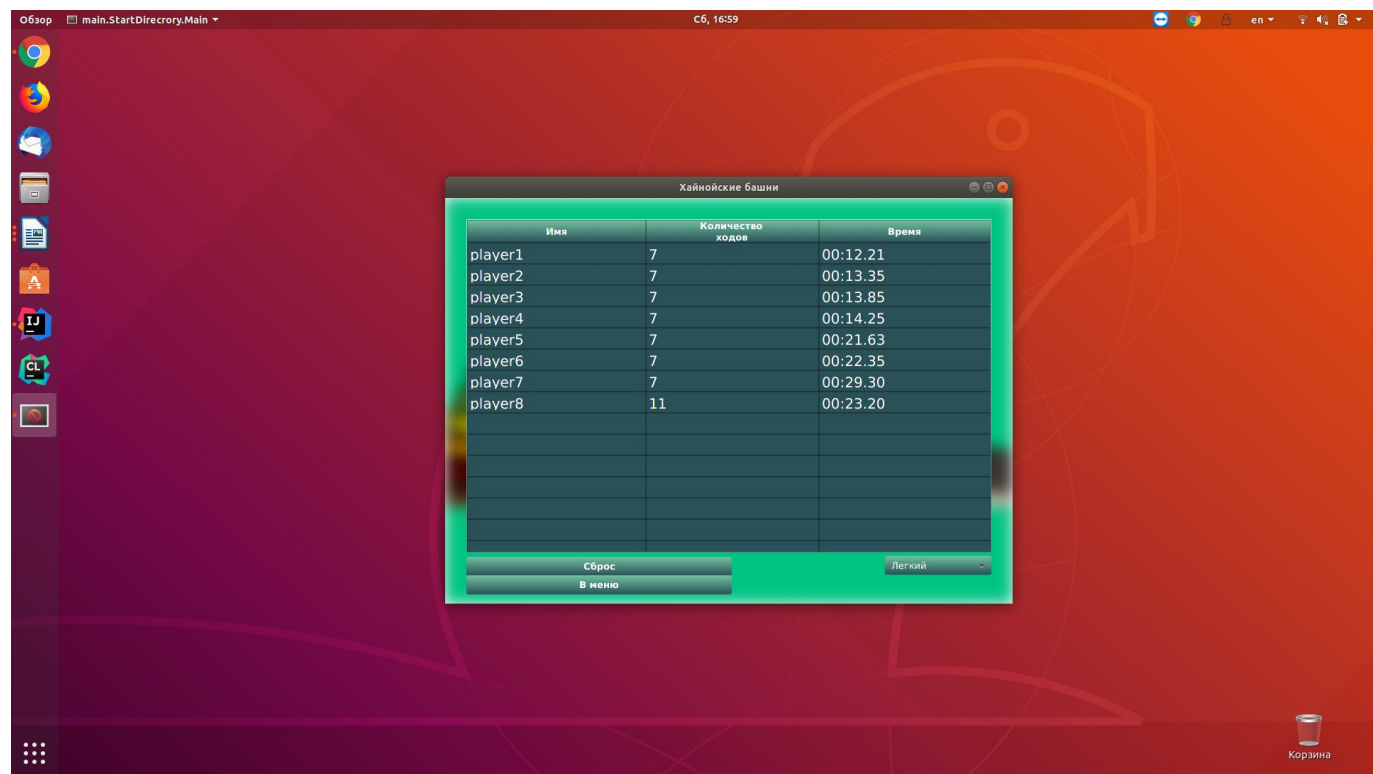 Обзор main.StartDirecrory.Main Сб, 16:59 en
Хайнойские башни
Имя Количество ходов Время
player1 7 00:12.21
player2 7 00:13.35
player3 7 00:13.85
player4 7 00:14.25
player5 7 00:21.63
player6 7 00:22.35
player7 7 00:29.30
player8 11 00:23.20
Сброс Легкий
В меню
IJ
CL
Корзина